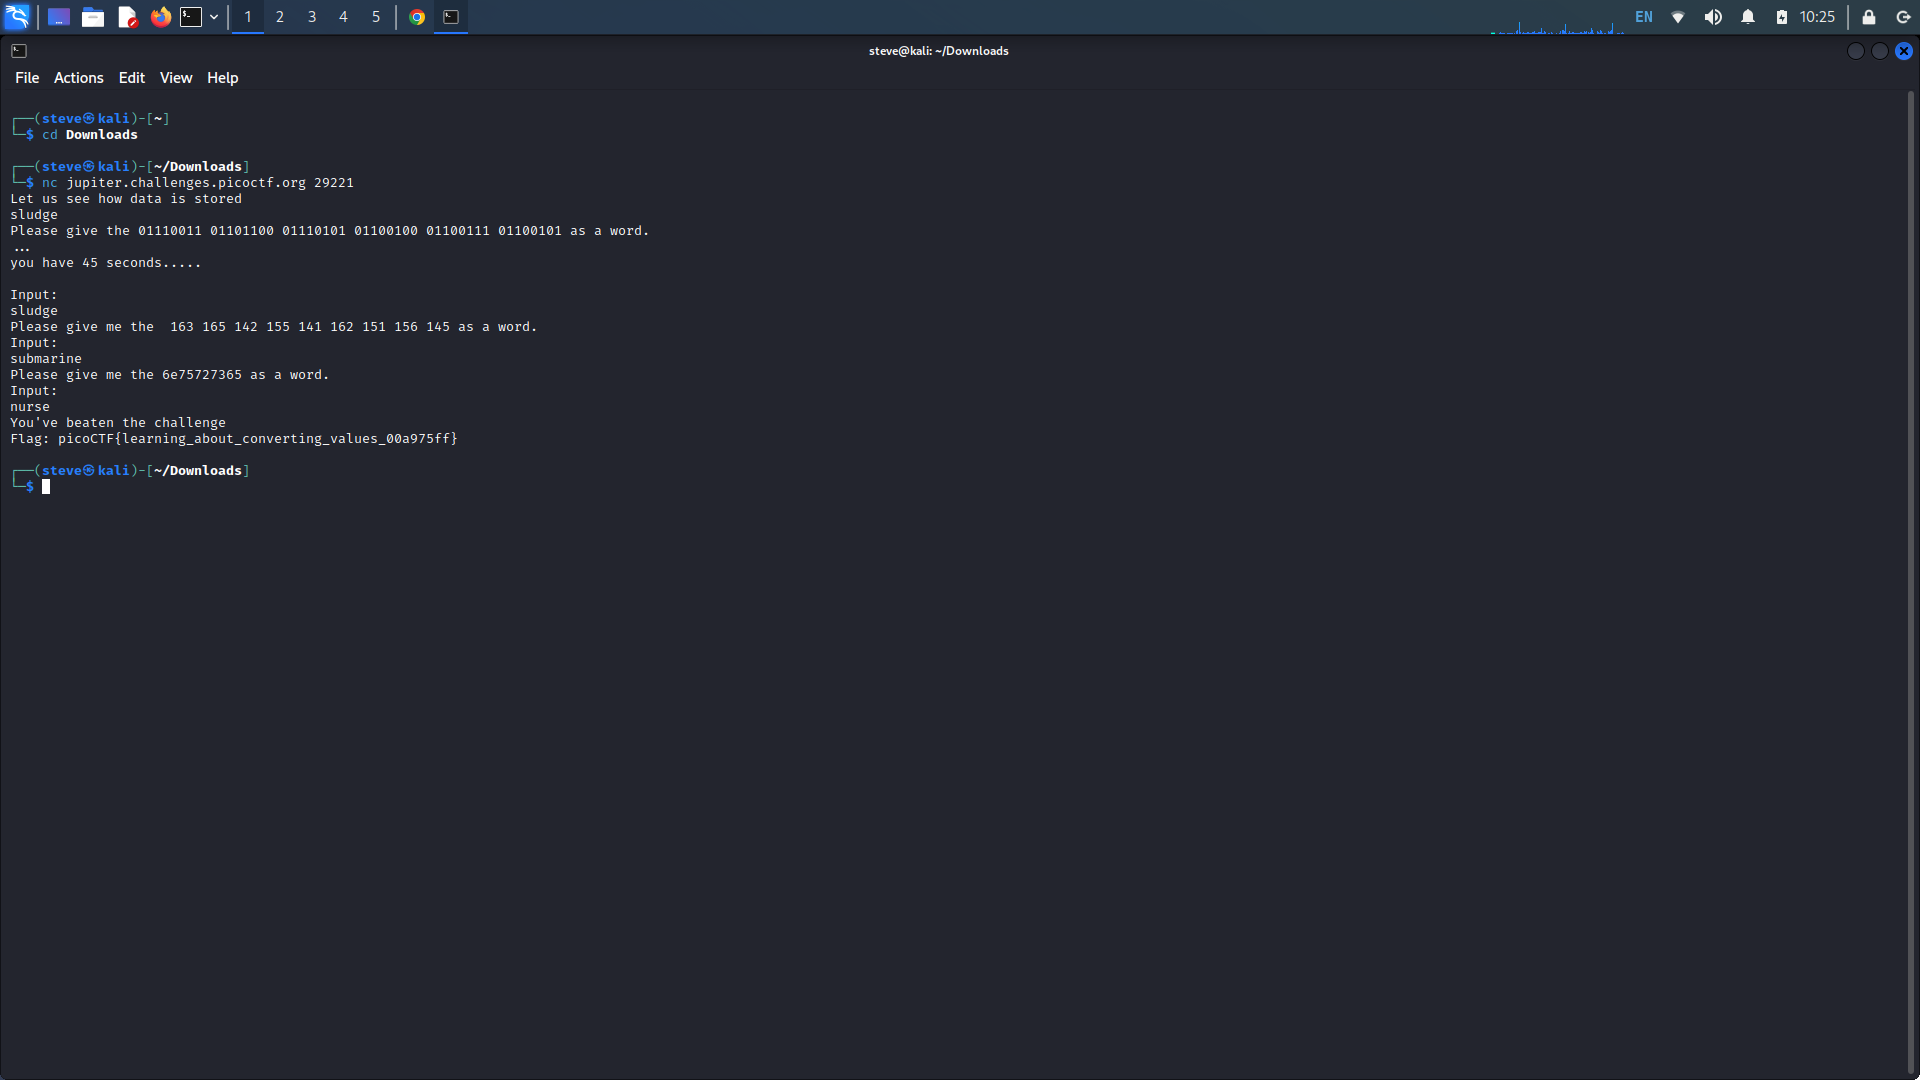 1 2 3 4 5 EN 10:25
steve@kali: ~/Downloads
File Actions Edit View Help
┌──(steve㉿kali)-[~]
└─$ cd Downloads
┌──(steve㉿kali)-[~/Downloads]
└─$ nc jupiter.challenges.picoctf.org 29221
Let us see how data is stored
sludge
Please give the 01110011 01101100 01110101 01100100 01100111 01100101 as a word.
...
you have 45 seconds.....
Input:
sludge
Please give me the  163 165 142 155 141 162 151 156 145 as a word.
Input:
submarine
Please give me the 6e75727365 as a word.
Input:
nurse
You've beaten the challenge
Flag: picoCTF{learning_about_converting_values_00a975ff}
┌──(steve㉿kali)-[~/Downloads]
└─$